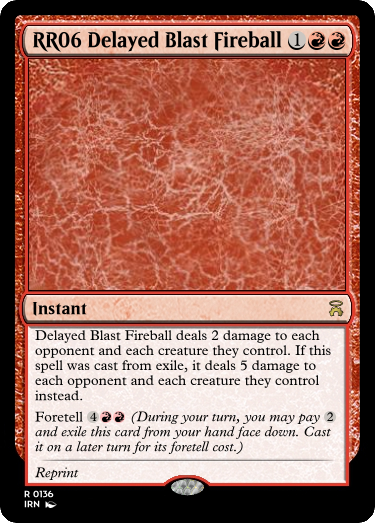 RR06 Delayed Blast Fireball 1
Instant
Delayed Blast Fireball deals 2 damage to each
opponent and each creature they control. If this
spell was cast from exile, it deals 5 damage to
each opponent and each creature they control
instead.
Foretell 4 (During your turn, you may pay 2
and exile this card from your hand face down. Cast
it on a later turn for its foretell cost.)
Reprint
R 0136
IRN